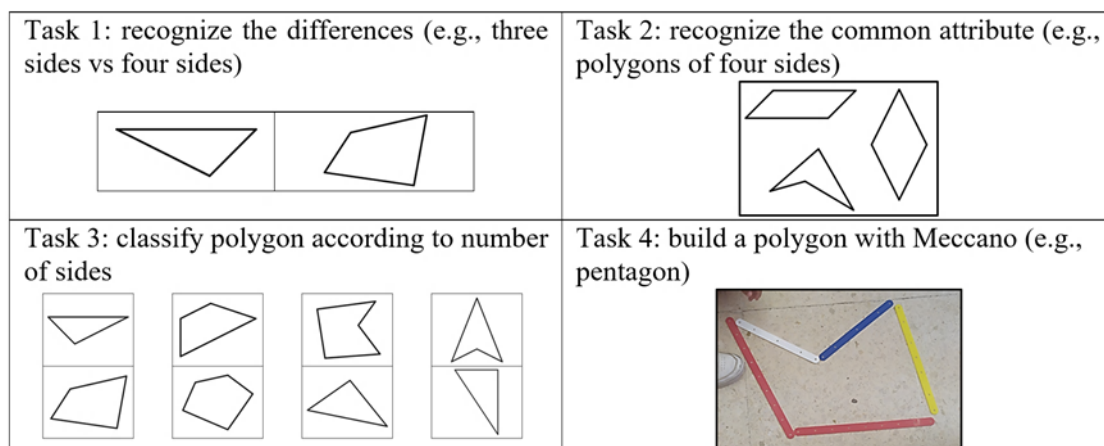 Task 1: recognize the differences (e.g., three
sides vs four sides)
Task 2: recognize the common attribute (e.g.,
polygons of four sides)
Task 3: classify polygon according to number
of sides
Task 4: build a polygon with Meccano (e.g.,
pentagon)